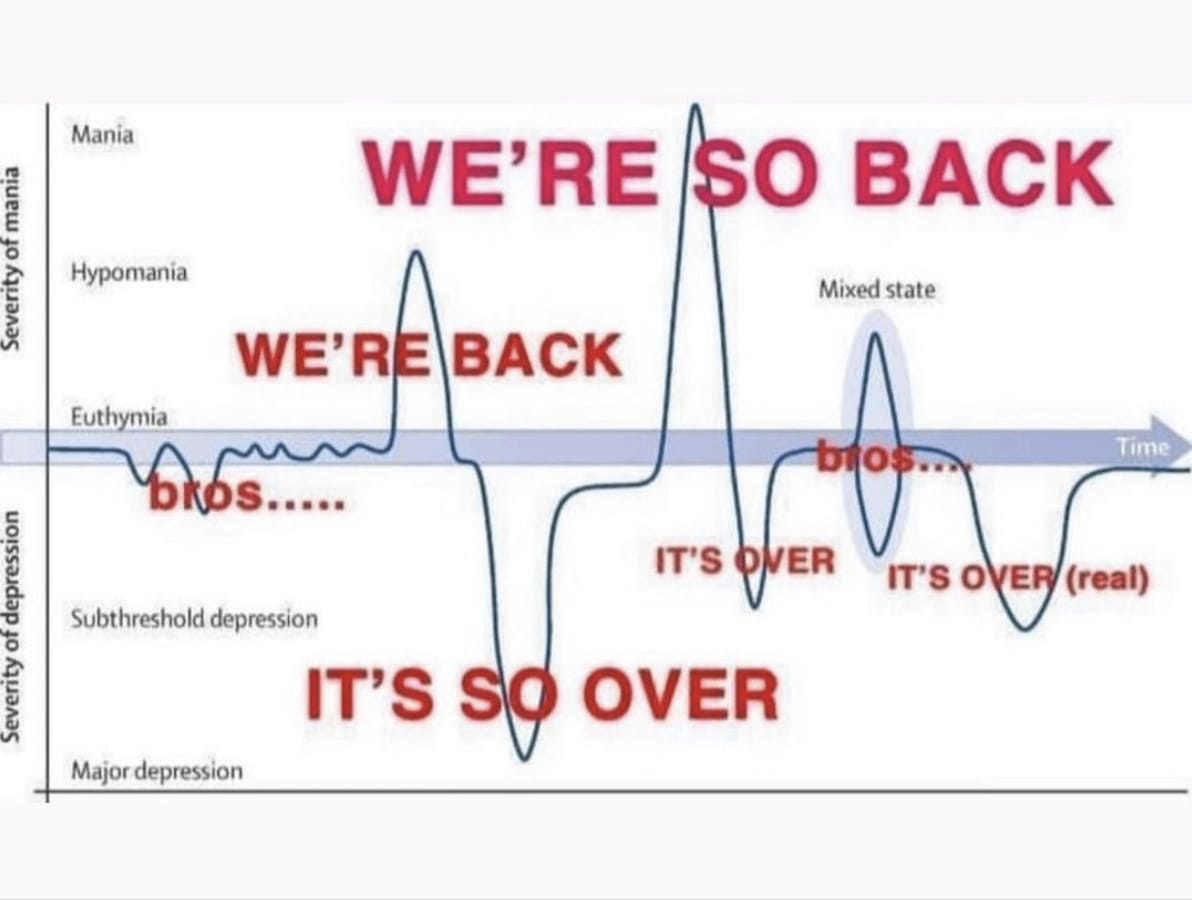 Mania
WE'RE SO BACK
Severity of mania
Hypomania
Mixed state
WE'RE BACK
Euthymia
Time
bros....
bros.....
IT'S OVER
IT'S OVER (real)
Severity of depression
Subthreshold depression
IT'S SO OVER
Major depression